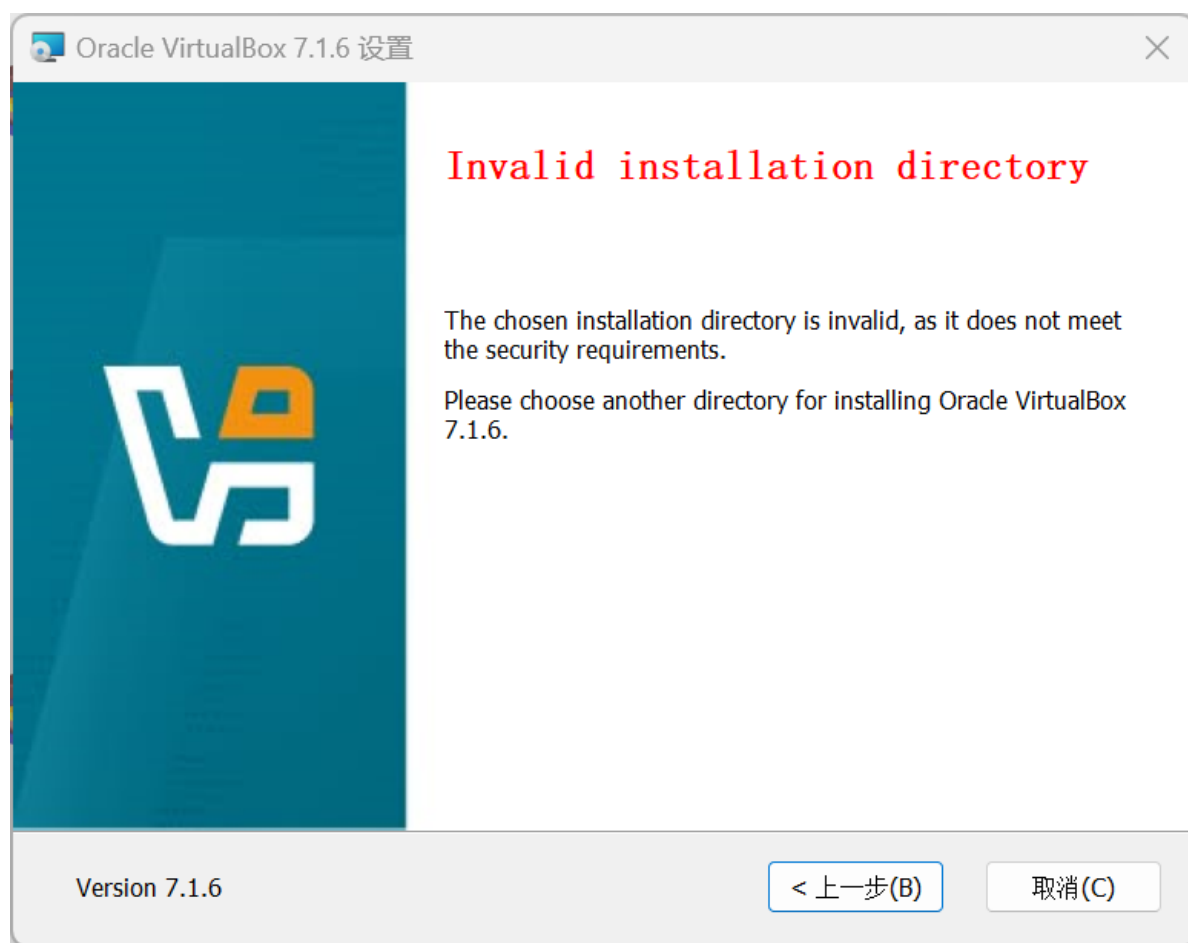 Oracle VirtualBox 7.1.6 设置
Invalid installation directory
The chosen installation directory is invalid, as it does not meet
the security requirements.
Please choose another directory for installing Oracle VirtualBox
7.1.6.
Version 7.1.6
< 上一步(B)
取消(C)